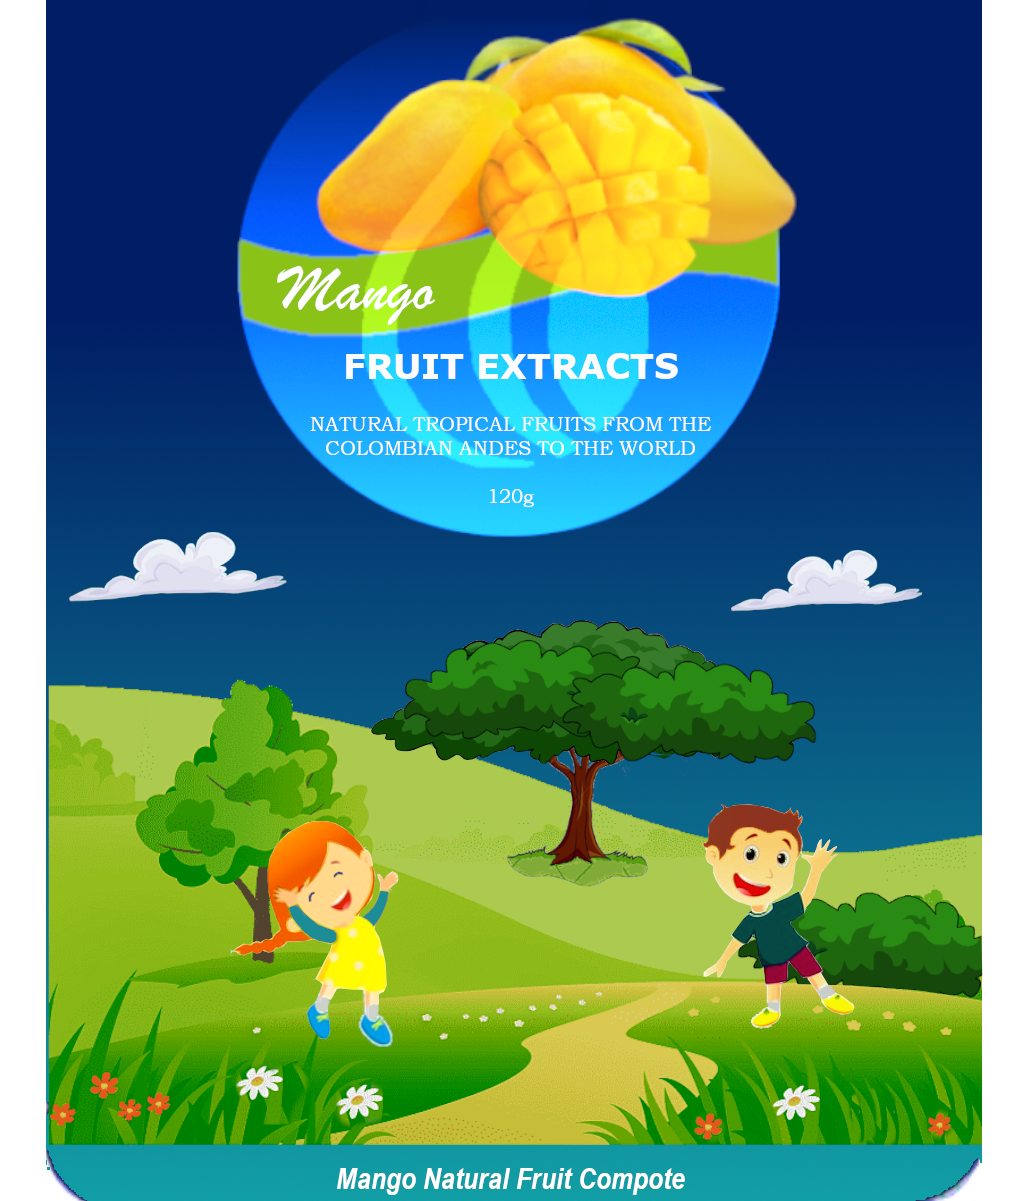 Mango
FRUIT EXTRACTS
NATURAL TROPICAL FRUITS FROM THE
COLOMBIAN ANDES TO THE WORLD
120g
Mango Natural Fruit Compote